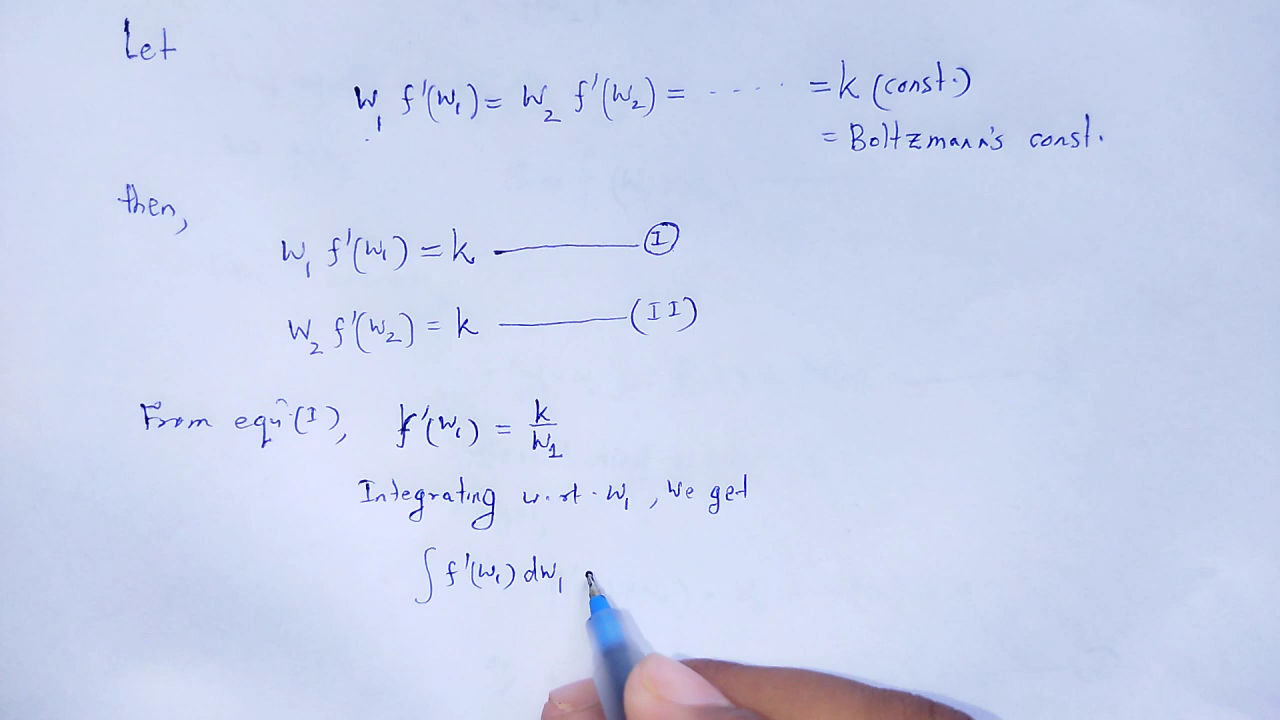 Let
W₁ f'(W₁) = W₂ f'(W₂) = ------ = k (const.)
= Boltzmann's const.
then,
W₁ f'(W₁) = k ——— (I)
W₂ f'(W₂) = k ——— (II)
From equⁿ.(I), f'(W₁) = k/W₁
Integrating w.r.t. W₁, We get
∫ f'(W₁) dW₁